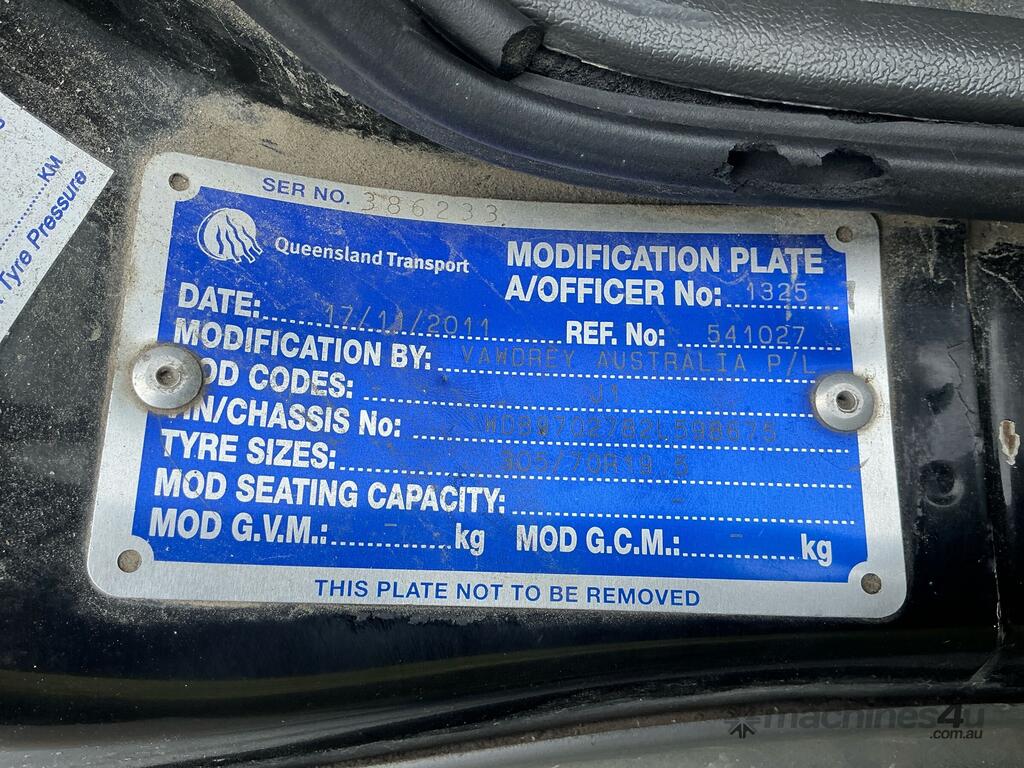 KM
Tyre Pressure
SER NO. 386233
Queensland Transport
MODIFICATION PLATE
A/OFFICER No: 1325
DATE: 17/11/2011 REF. No: 541027
MODIFICATION BY: VAWDREY AUSTRALIA P/L
MOD CODES: J1
VIN/CHASSIS No: WDB9702782L598675
TYRE SIZES: 305/70R19.5
MOD SEATING CAPACITY: -
MOD G.V.M.: - kg MOD G.C.M.: - kg
THIS PLATE NOT TO BE REMOVED
machines4u
.com.au